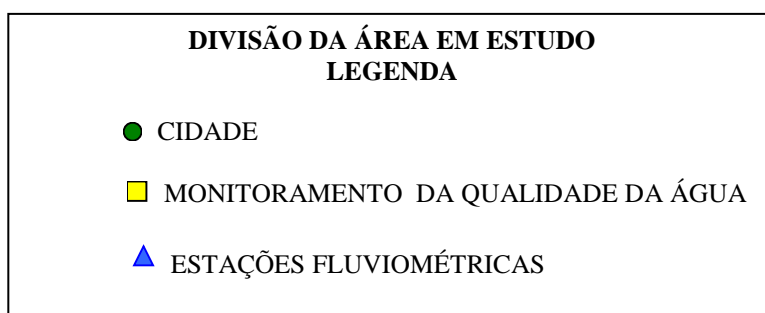 DIVISÃO DA ÁREA EM ESTUDO
LEGENDA
CIDADE
MONITORAMENTO DA QUALIDADE DA ÁGUA
ESTAÇÕES FLUVIOMÉTRICAS